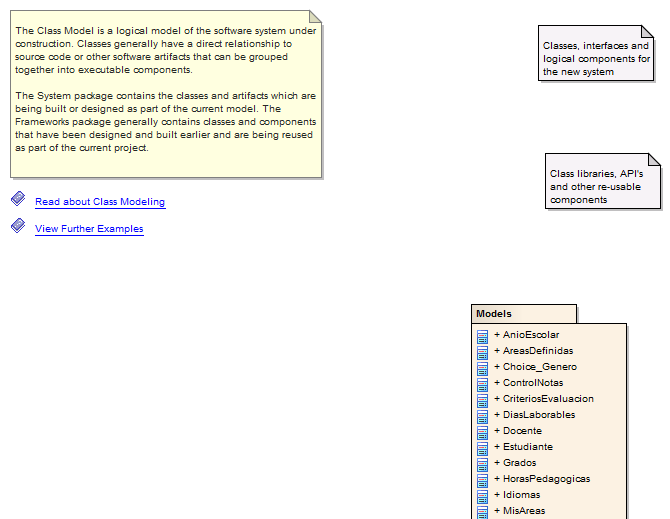 The Class Model is a logical model of the software system under
construction. Classes generally have a direct relationship to
source code or other software artifacts that can be grouped
together into executable components.
The System package contains the classes and artifacts which are
being built or designed as part of the current model. The
Frameworks package generally contains classes and components
that have been designed and built earlier and are being reused
as part of the current project.
Read about Class Modeling
View Further Examples
Classes, interfaces and
logical components for
the new system
Class libraries, API's
and other re-usable
components
Models
+ AnioEscolar
+ AreasDefinidas
+ Choice_Genero
+ ControlNotas
+ CriteriosEvaluacion
+ DiasLaborables
+ Docente
+ Estudiante
+ Grados
+ HorasPedagogicas
+ Idiomas
+ MisAreas